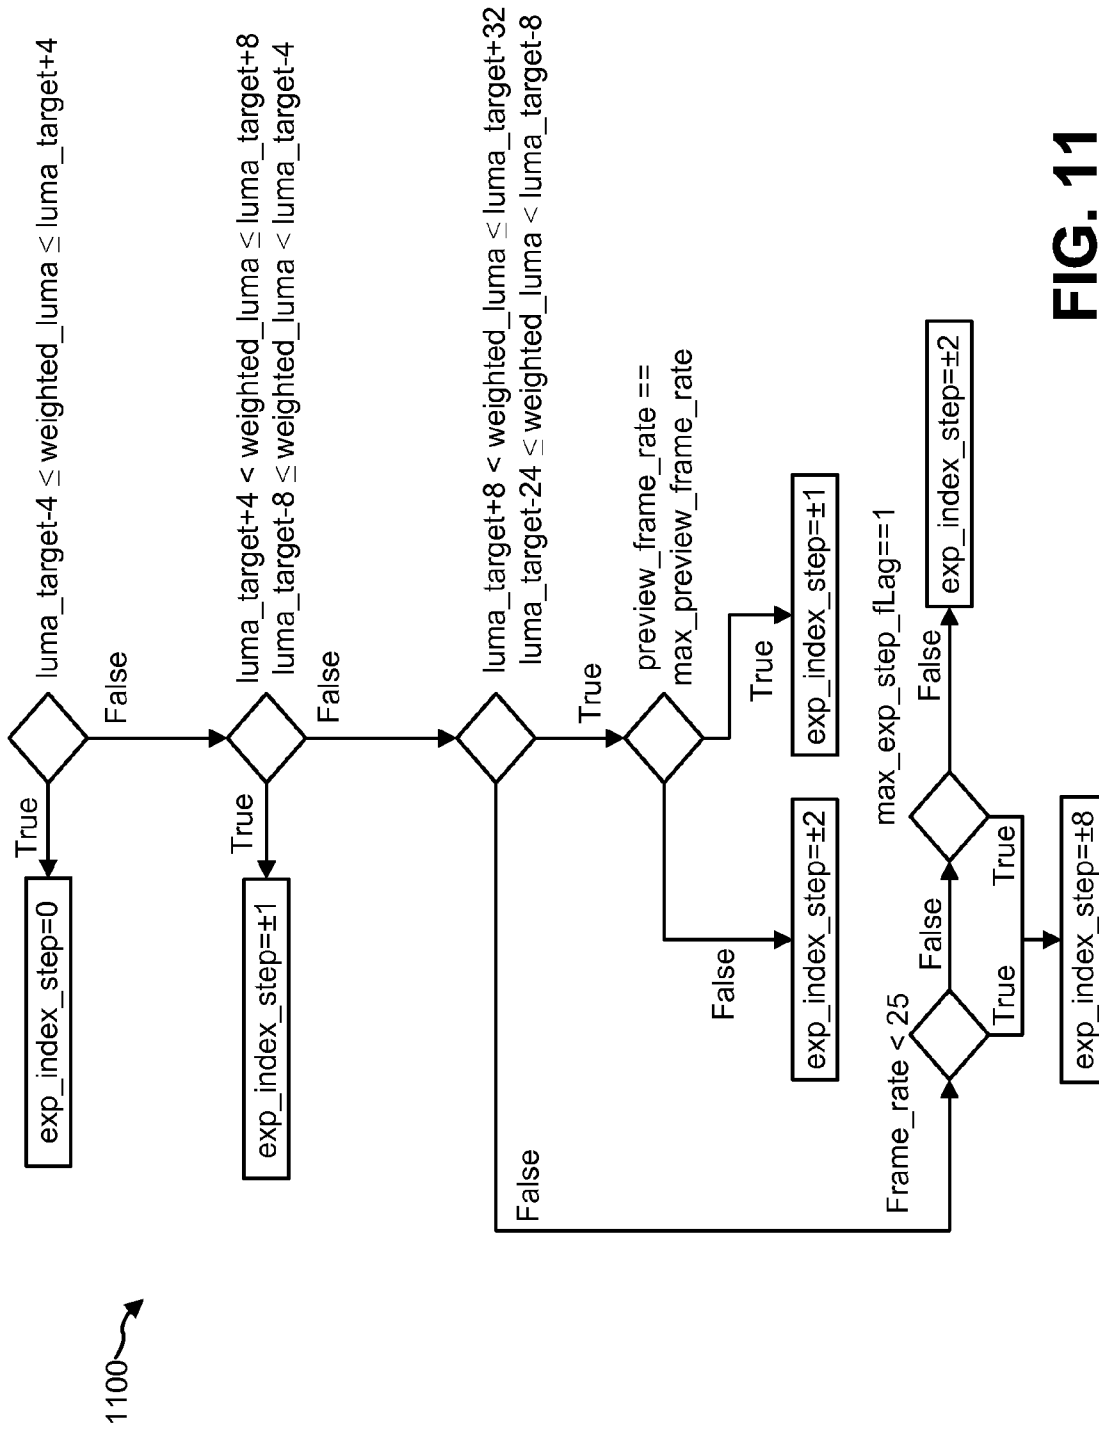 luma_target-4 ≤ weighted_luma ≤ luma_target+4
True
False
exp_index_step=0
luma_target+4 < weighted_luma ≤ luma_target+8
luma_target-8 ≤ weighted_luma < luma_target-4
True
False
exp_index_step=±1
luma_target+8 < weighted_luma ≤ luma_target+32
luma_target-24 ≤ weighted_luma < luma_target-8
False
True
preview_frame_rate ==
max_preview_frame_rate
False
True
exp_index_step=±2
exp_index_step=±1
Frame_rate < 25
False
True
max_exp_step_fLag==1
False
True
exp_index_step=±2
exp_index_step=±8
1100
FIG. 11